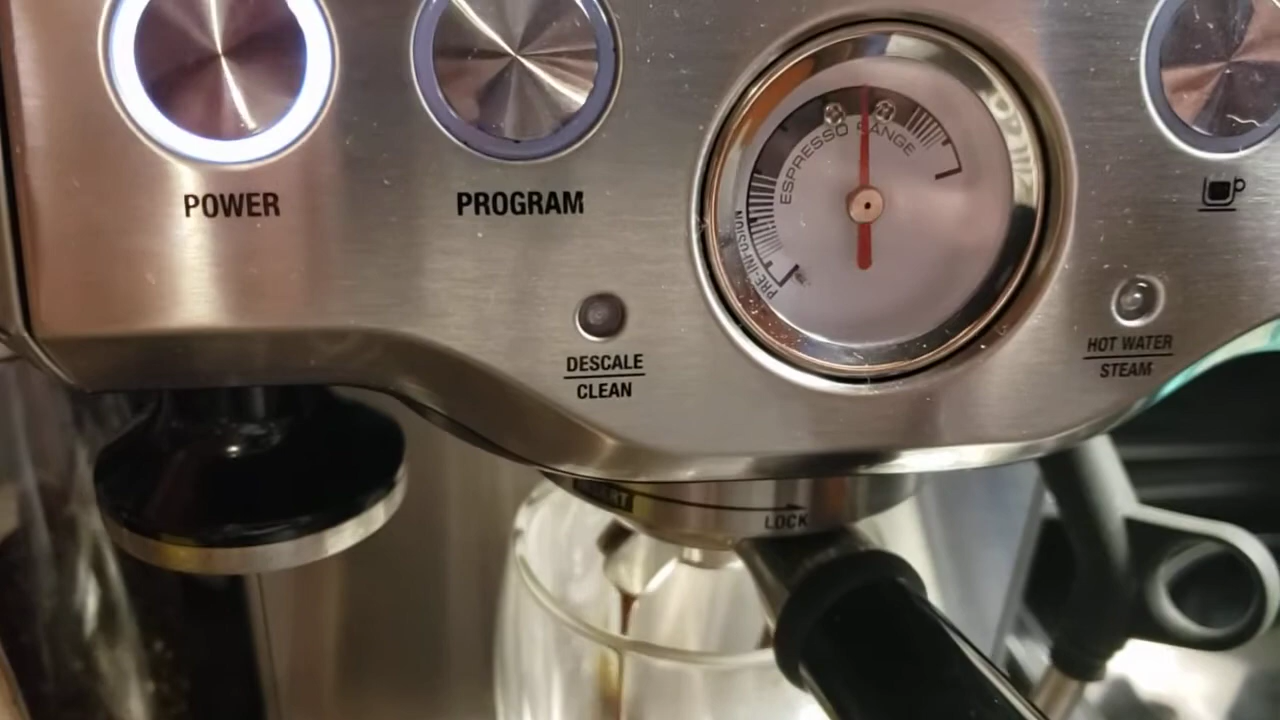 POWER
PROGRAM
ESPRESSO RANGE
PRE-INFUSION
DESCALE
CLEAN
HOT WATER
STEAM
LOCK